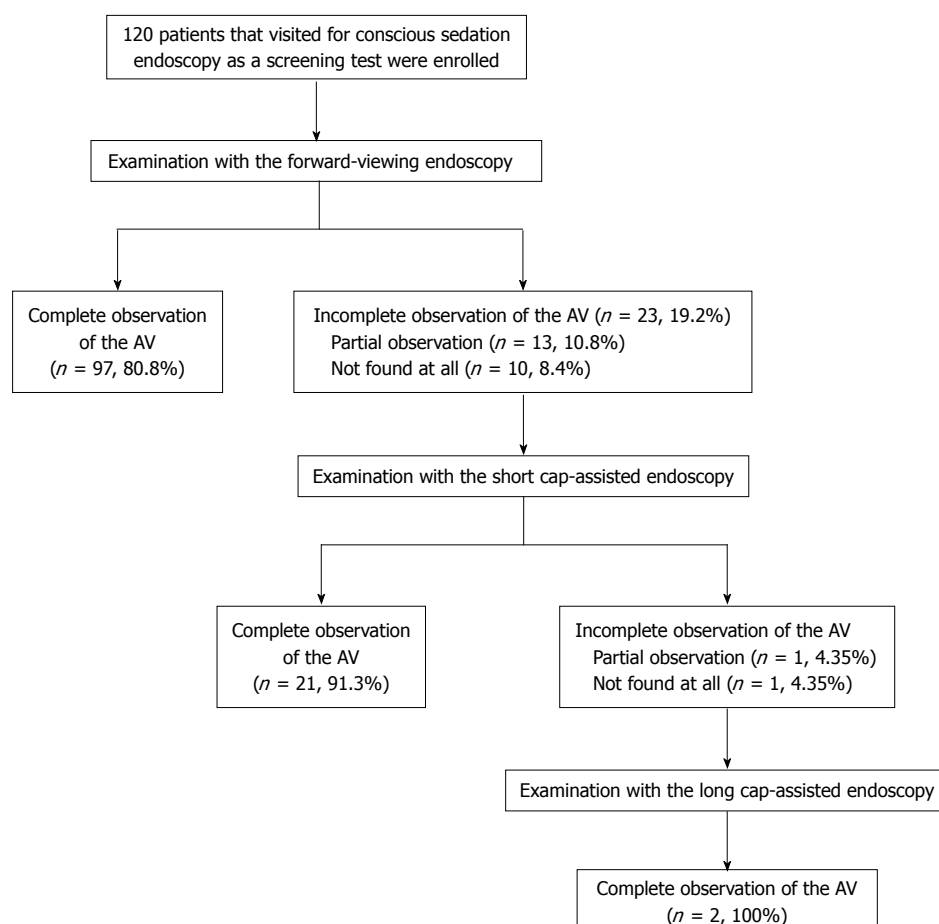 120 patients that visited for conscious sedation
endoscopy as a screening test were enrolled
Examination with the forward-viewing endoscopy
Complete observation
of the AV
(n = 97, 80.8%)
Incomplete observation of the AV (n = 23, 19.2%)
Partial observation (n = 13, 10.8%)
Not found at all (n = 10, 8.4%)
Examination with the short cap-assisted endoscopy
Complete observation
of the AV
(n = 21, 91.3%)
Incomplete observation of the AV
Partial observation (n = 1, 4.35%)
Not found at all (n = 1, 4.35%)
Examination with the long cap-assisted endoscopy
Complete observation of the AV
(n = 2, 100%)